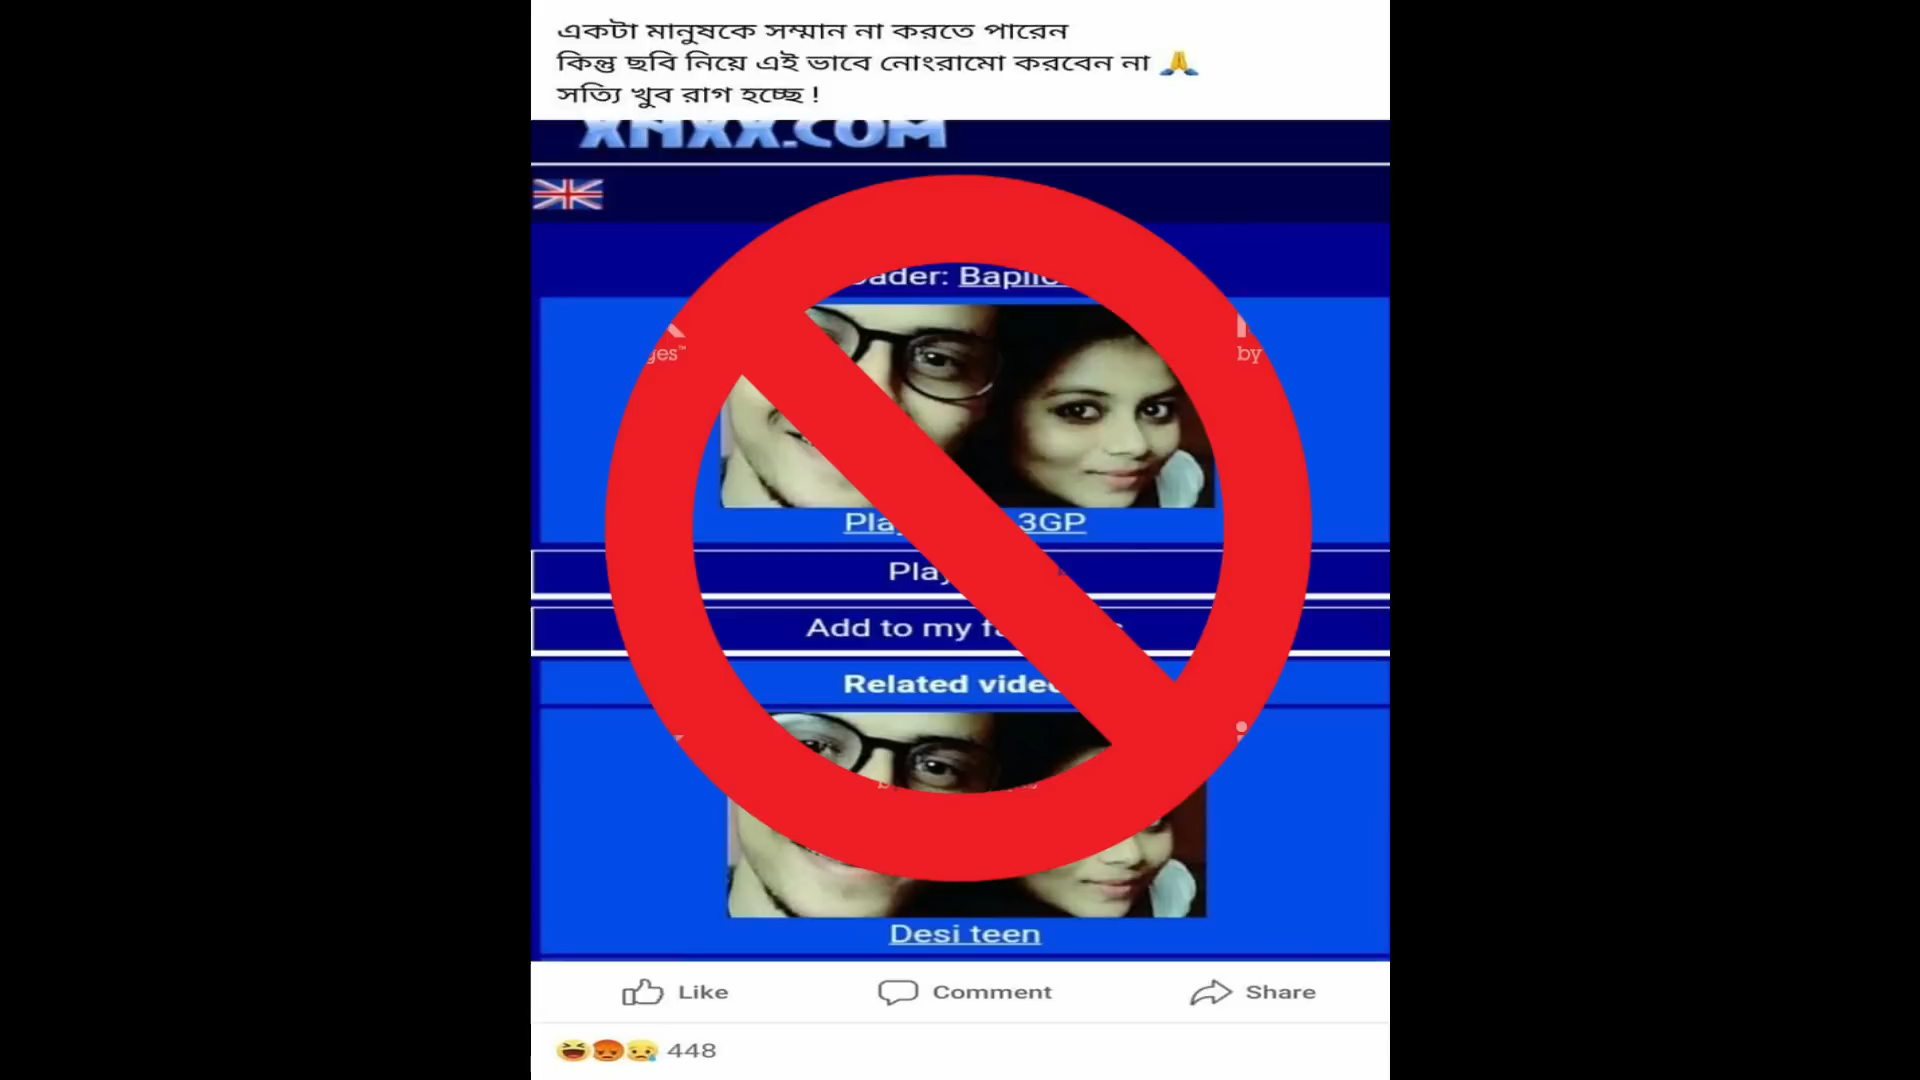 একটা মানুষকে সম্মান না করতে পারেন
কিন্তু ছবি নিয়ে এই ভাবে নোংরামো করবেন না 🙏
সত্যি খুব রাগ হচ্ছে !
XNXX.COM
3GP
Add to my
Related
Desi teen
Like
Comment
Share
448